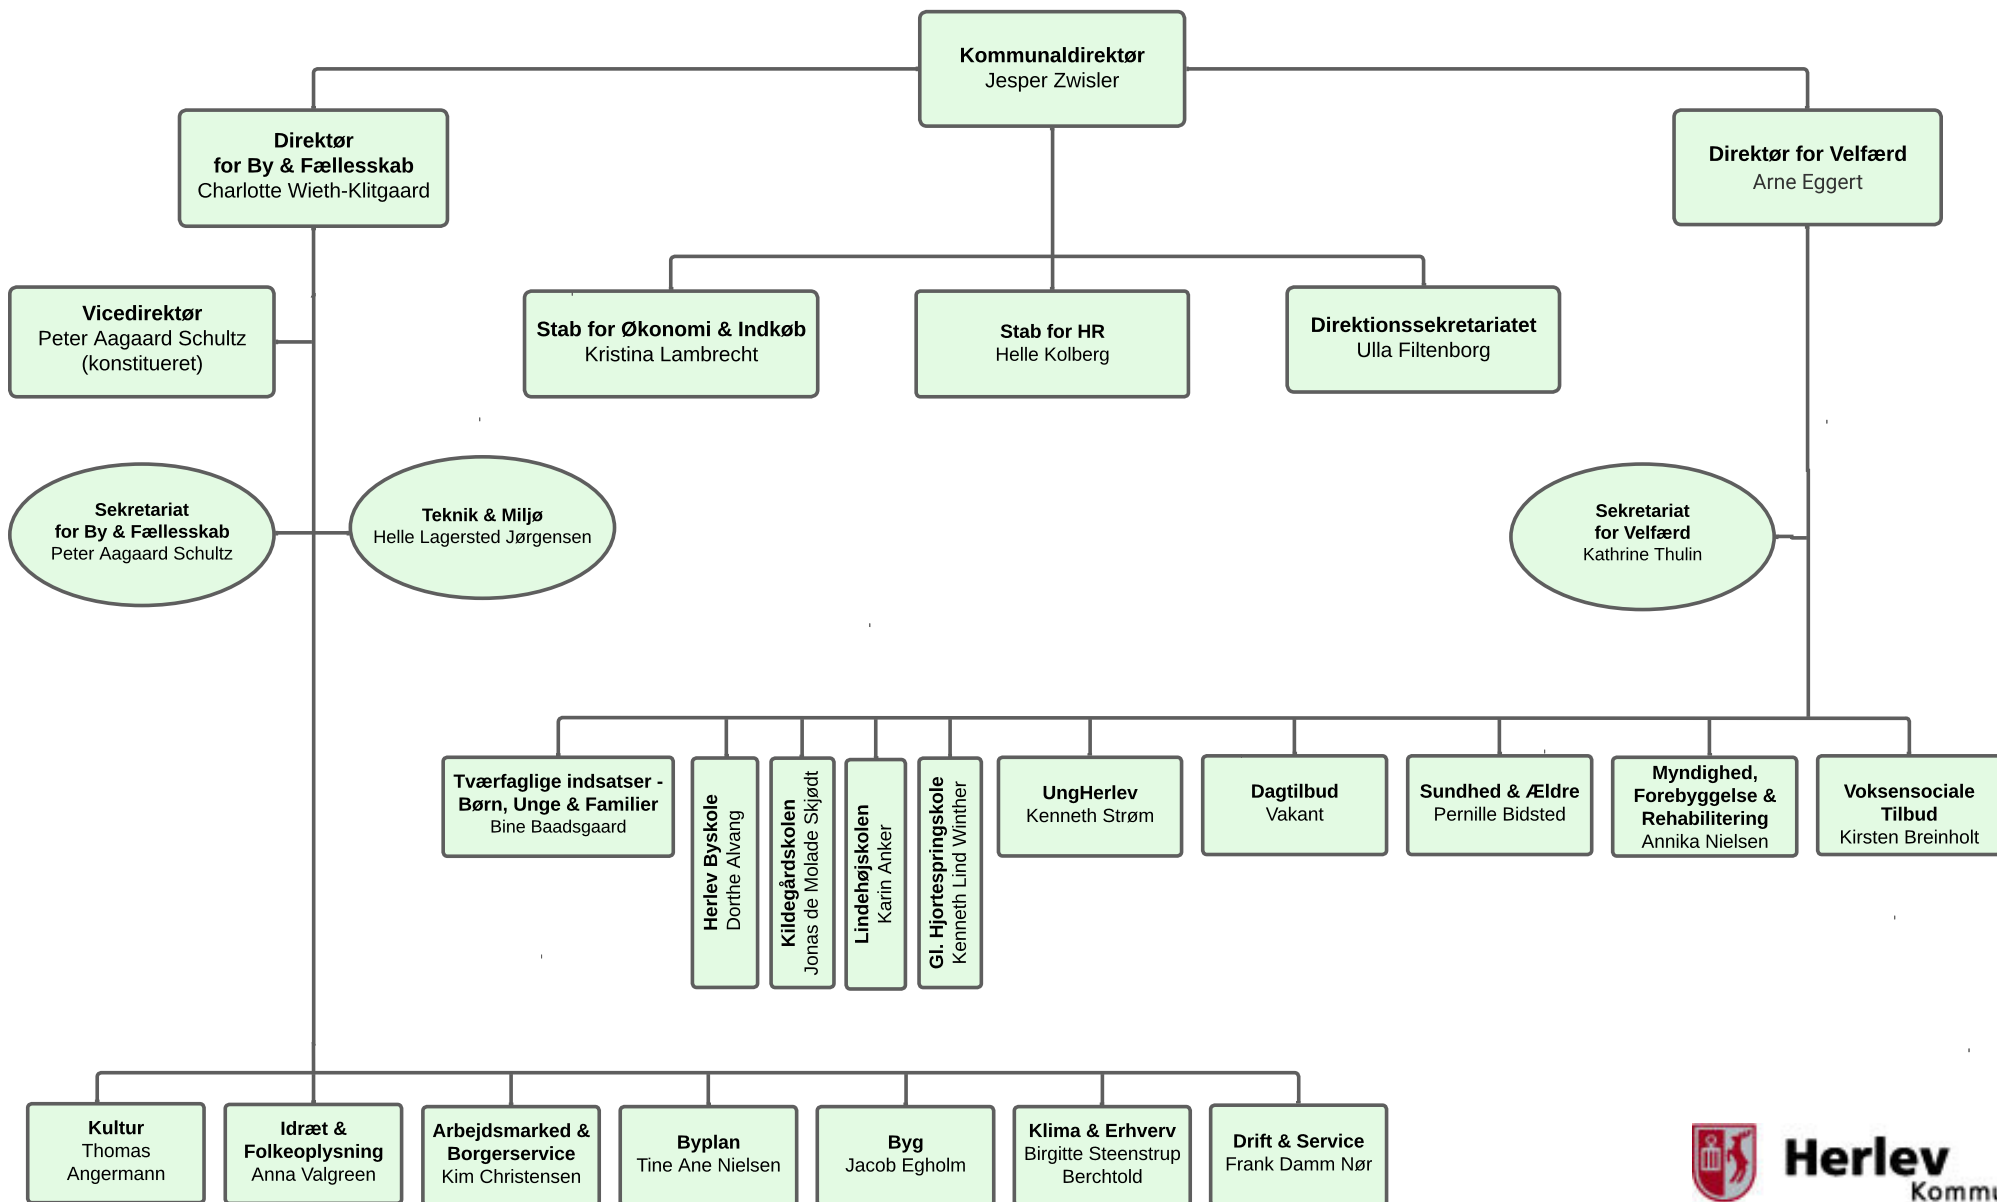 Kommunaldirektør
Jesper Zwisler
Direktør
for By & Fællesskab
Charlotte Wieth-Klitgaard
Direktør for Velfærd
Arne Eggert
Vicedirektør
Peter Aagaard Schultz
(konstitueret)
Stab for Økonomi & Indkøb
Kristina Lambrecht
Stab for HR
Helle Kolberg
Direktionssekretariatet
Ulla Filtenborg
Sekretariat
for By & Fællesskab
Peter Aagaard Schultz
Teknik & Miljø
Helle Lagersted Jørgensen
Sekretariat
for Velfærd
Kathrine Thulin
Tværfaglige indsatser -
Børn, Unge & Familier
Bine Baadsgaard
Herlev Byskole
Dorthe Alvang
Kildegårdskolen
Jonas de Molade Skjødt
Lindehøjskolen
Karin Anker
Gl. Hjortespringskole
Kenneth Lind Winther
UngHerlev
Kenneth Strøm
Dagtilbud
Vakant
Sundhed & Ældre
Pernille Bidsted
Myndighed,
Forebyggelse &
Rehabilitering
Annika Nielsen
Voksensociale
Tilbud
Kirsten Breinholt
Kultur
Thomas
Angermann
Idræt &
Folkeoplysning
Anna Valgreen
Arbejdsmarked &
Borgerservice
Kim Christensen
Byplan
Tine Ane Nielsen
Byg
Jacob Egholm
Klima & Erhverv
Birgitte Steenstrup
Berchtold
Drift & Service
Frank Damm Nør
Herlev
Kommu